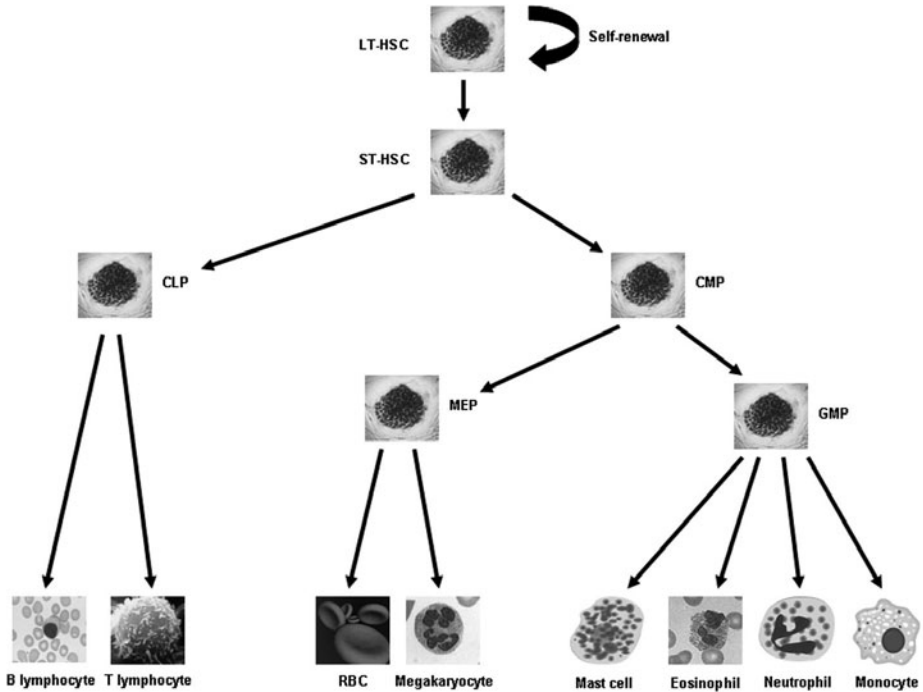 LT-HSC
Self-renewal
ST-HSC
CLP
CMP
MEP
GMP
B lymphocyte
T lymphocyte
RBC
Megakaryocyte
Mast cell
Eosinophil
Neutrophil
Monocyte